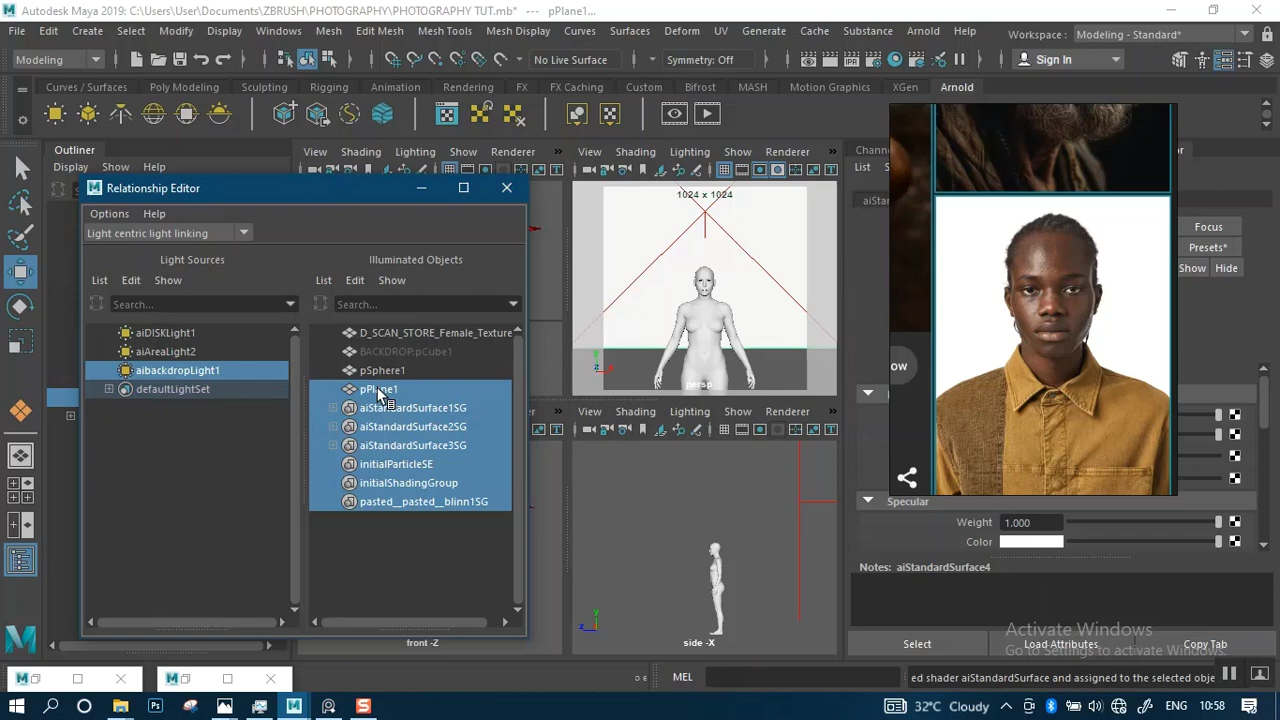 Autodesk Maya 2019: C:\Users\User\Documents\ZBRUSH\PHOTOGRAPHY\PHOTOGRAPHY TUT.mb* --- pPlane1...
File Edit Create Select Modify Display Windows Mesh Edit Mesh Mesh Tools Mesh Display Curves Surfaces Deform UV Generate Cache Substance Arnold Help Workspace : Modeling - Standard*
Modeling No Live Surface Symmetry: Off Sign In
Curves / Surfaces Poly Modeling Sculpting Rigging Animation Rendering FX FX Caching Custom Bifrost MASH Motion Graphics XGen Arnold
Outliner
Display Show Help
View Shading Lighting Show Renderer
View Shading Lighting Show Renderer
Relationship Editor
Options Help
Light centric light linking
Light Sources Illuminated Objects
List Edit Show List Edit Show
Search... Search...
aiDISKLight1
aiAreaLight2
aibackdropLight1
defaultLightSet
D_SCAN_STORE_Female_Texture
BACKDROP:pCube1
pSphere1
pPlane1
aiStandardSurface1SG
aiStandardSurface2SG
aiStandardSurface3SG
initialParticleSE
initialShadingGroup
pasted__pasted__blinn1SG
1024 x 1024
persp
View Shading Lighting Show Renderer
front -Z
side -X
List
Focus
Presets*
Show Hide
ow
Specular
Weight 1.000
Color
Notes: aiStandardSurface4
Activate Windows
Go to Settings to activate Windows.
Select Load Attributes Copy Tab
MEL
ed shader aiStandardSurface and assigned to the selected obje
32°C Cloudy ENG 10:58